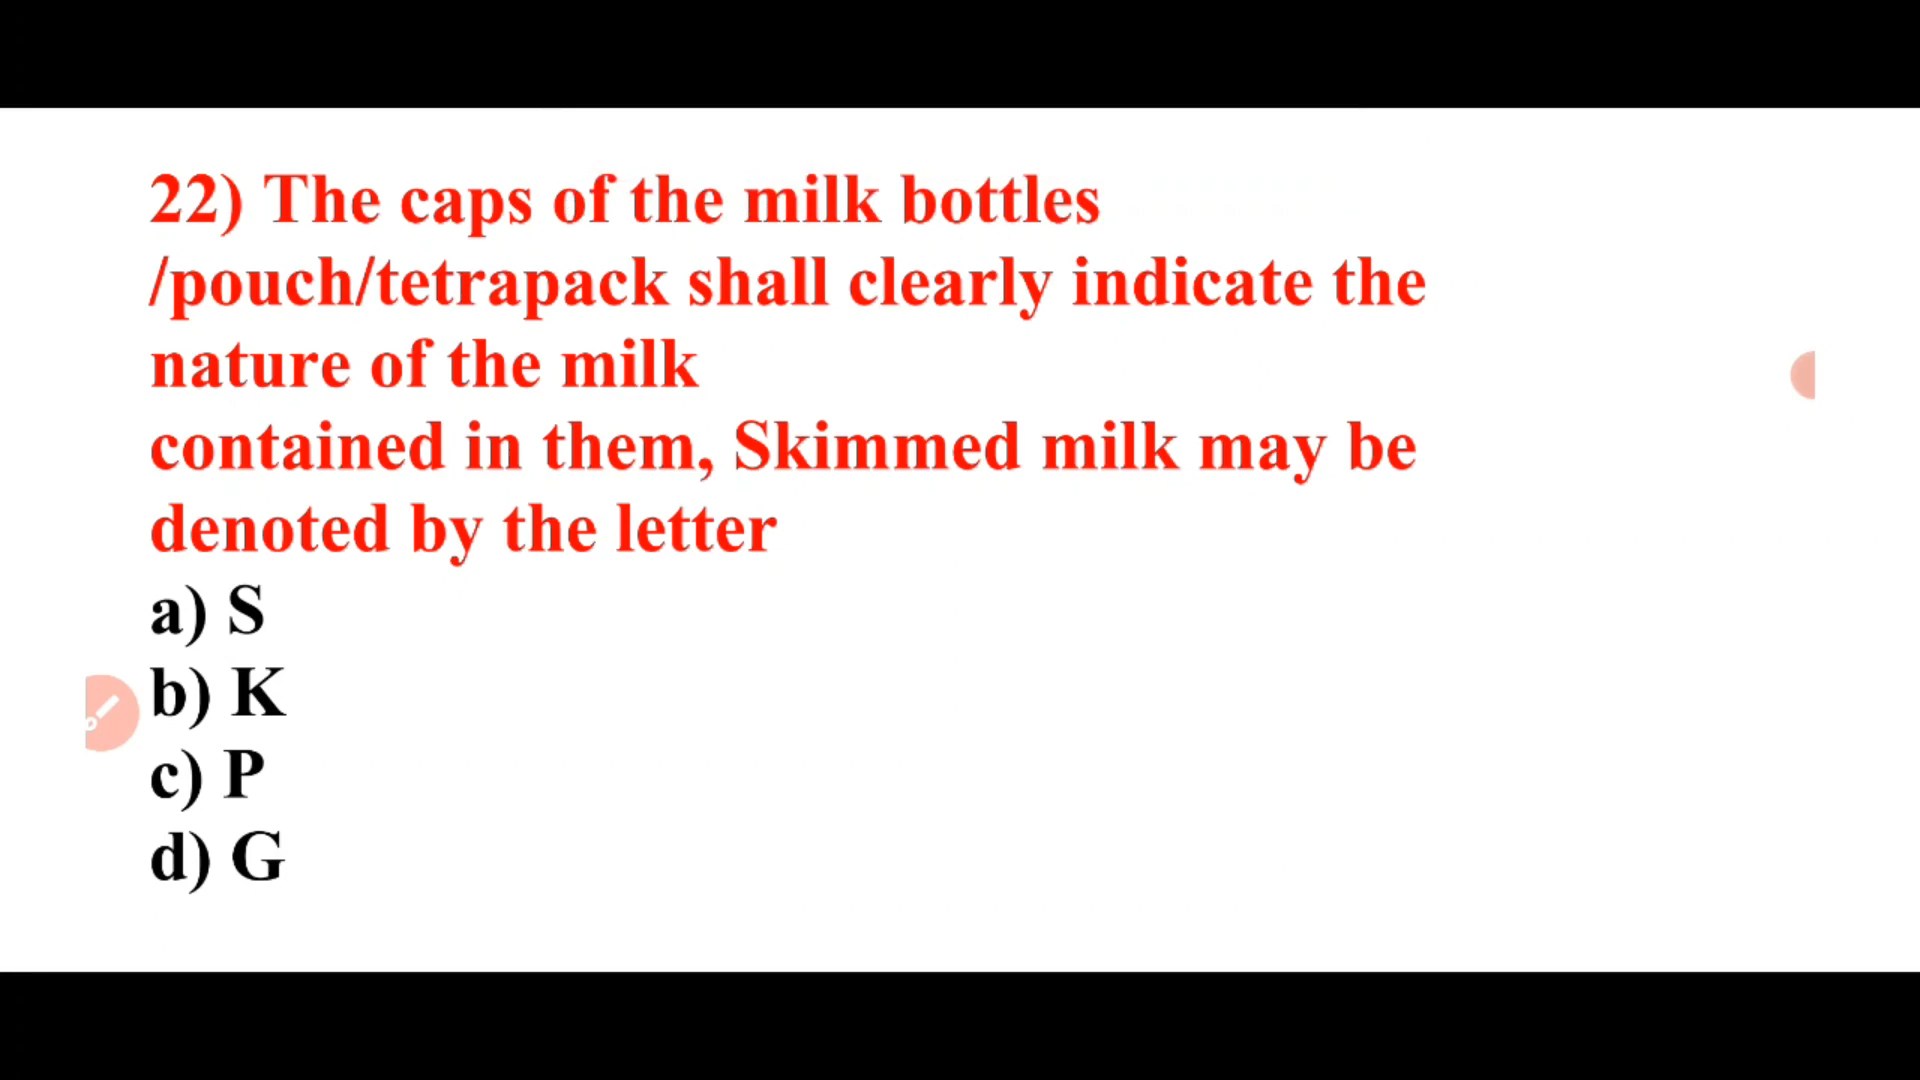 22) The caps of the milk bottles
/pouch/tetrapack shall clearly indicate the
nature of the milk
contained in them, Skimmed milk may be
denoted by the letter
a) S
b) K
c) P
d) G